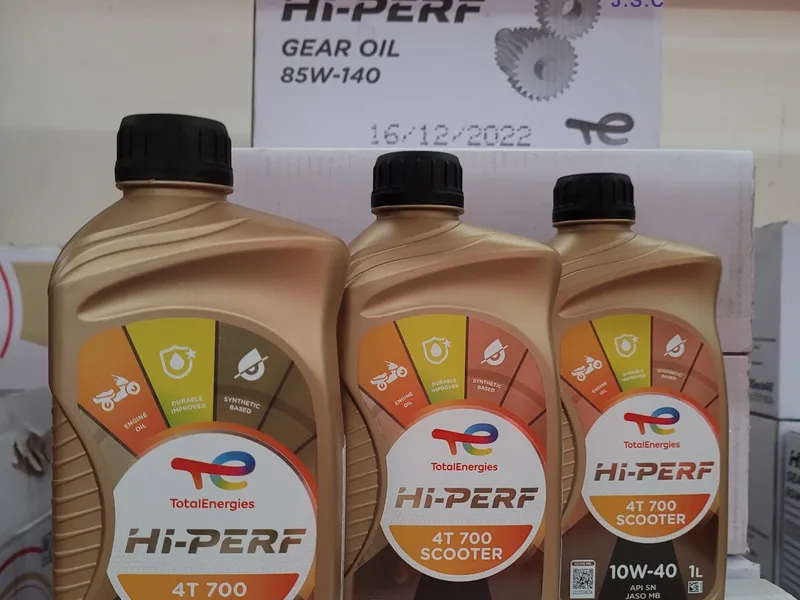 Hi-PERF
J.S.C
GEAR OIL
85W-140
16/12/2022
ENGINE
OIL
DURABLE
IMPROVER
SYNTHETIC
BASED
TotalEnergies
Hi-PERF
4T 700
ENGINE
OIL
DURABLE
IMPROVER
SYNTHETIC
BASED
TotalEnergies
Hi-PERF
4T 700
SCOOTER
ENGINE
OIL
DURABLE
IMPROVER
SYNTHETIC
BASED
TotalEnergies
Hi-PERF
4T 700
SCOOTER
10W-40 1L
API SN
JASO MB